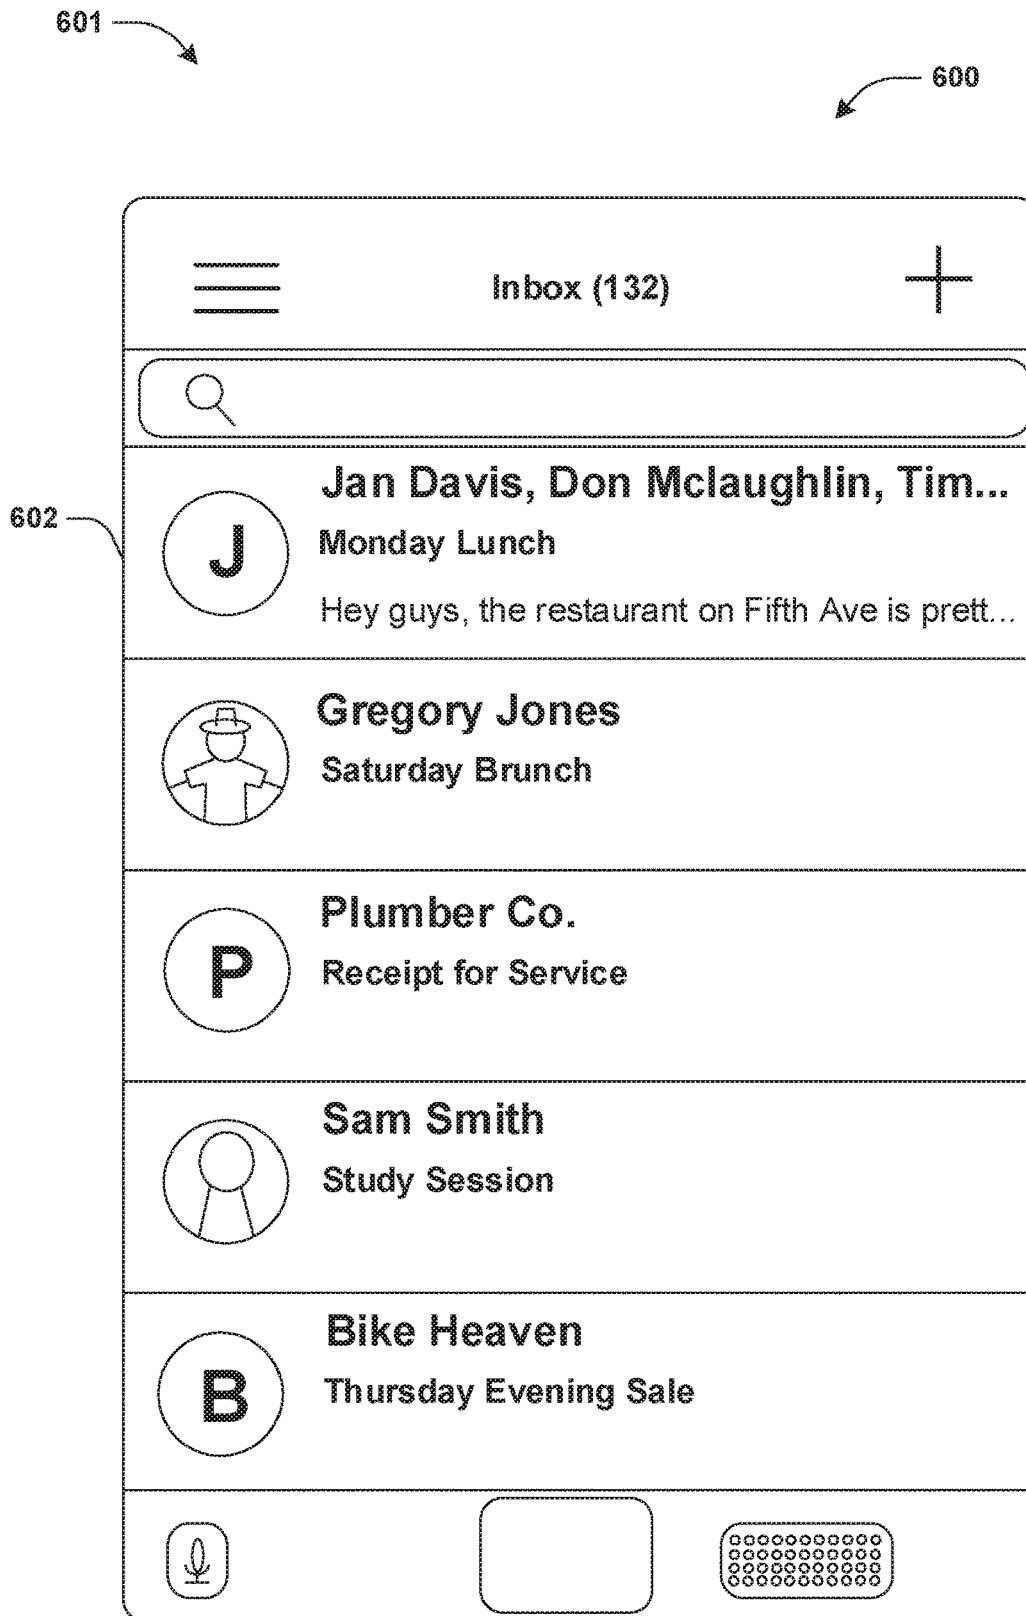 601
600
Inbox (132)
Jan Davis, Don Mclaughlin, Tim...
602
J
Monday Lunch
Hey guys, the restaurant on Fifth Ave is prett...
Gregory Jones
Saturday Brunch
Plumber Co.
P
Receipt for Service
Sam Smith
Study Session
Bike Heaven
B
Thursday Evening Sale